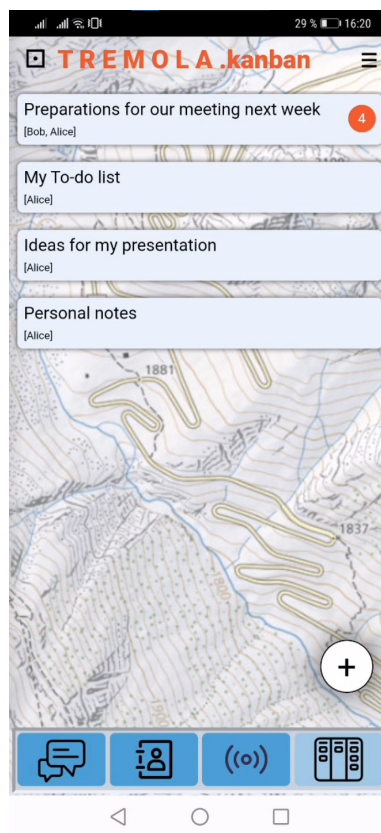 29 % 16:20
TREMOLA.kanban
Preparations for our meeting next week
4
[Bob, Alice]
My To-do list
[Alice]
Ideas for my presentation
[Alice]
Personal notes
[Alice]
1881
1837
1800
1900